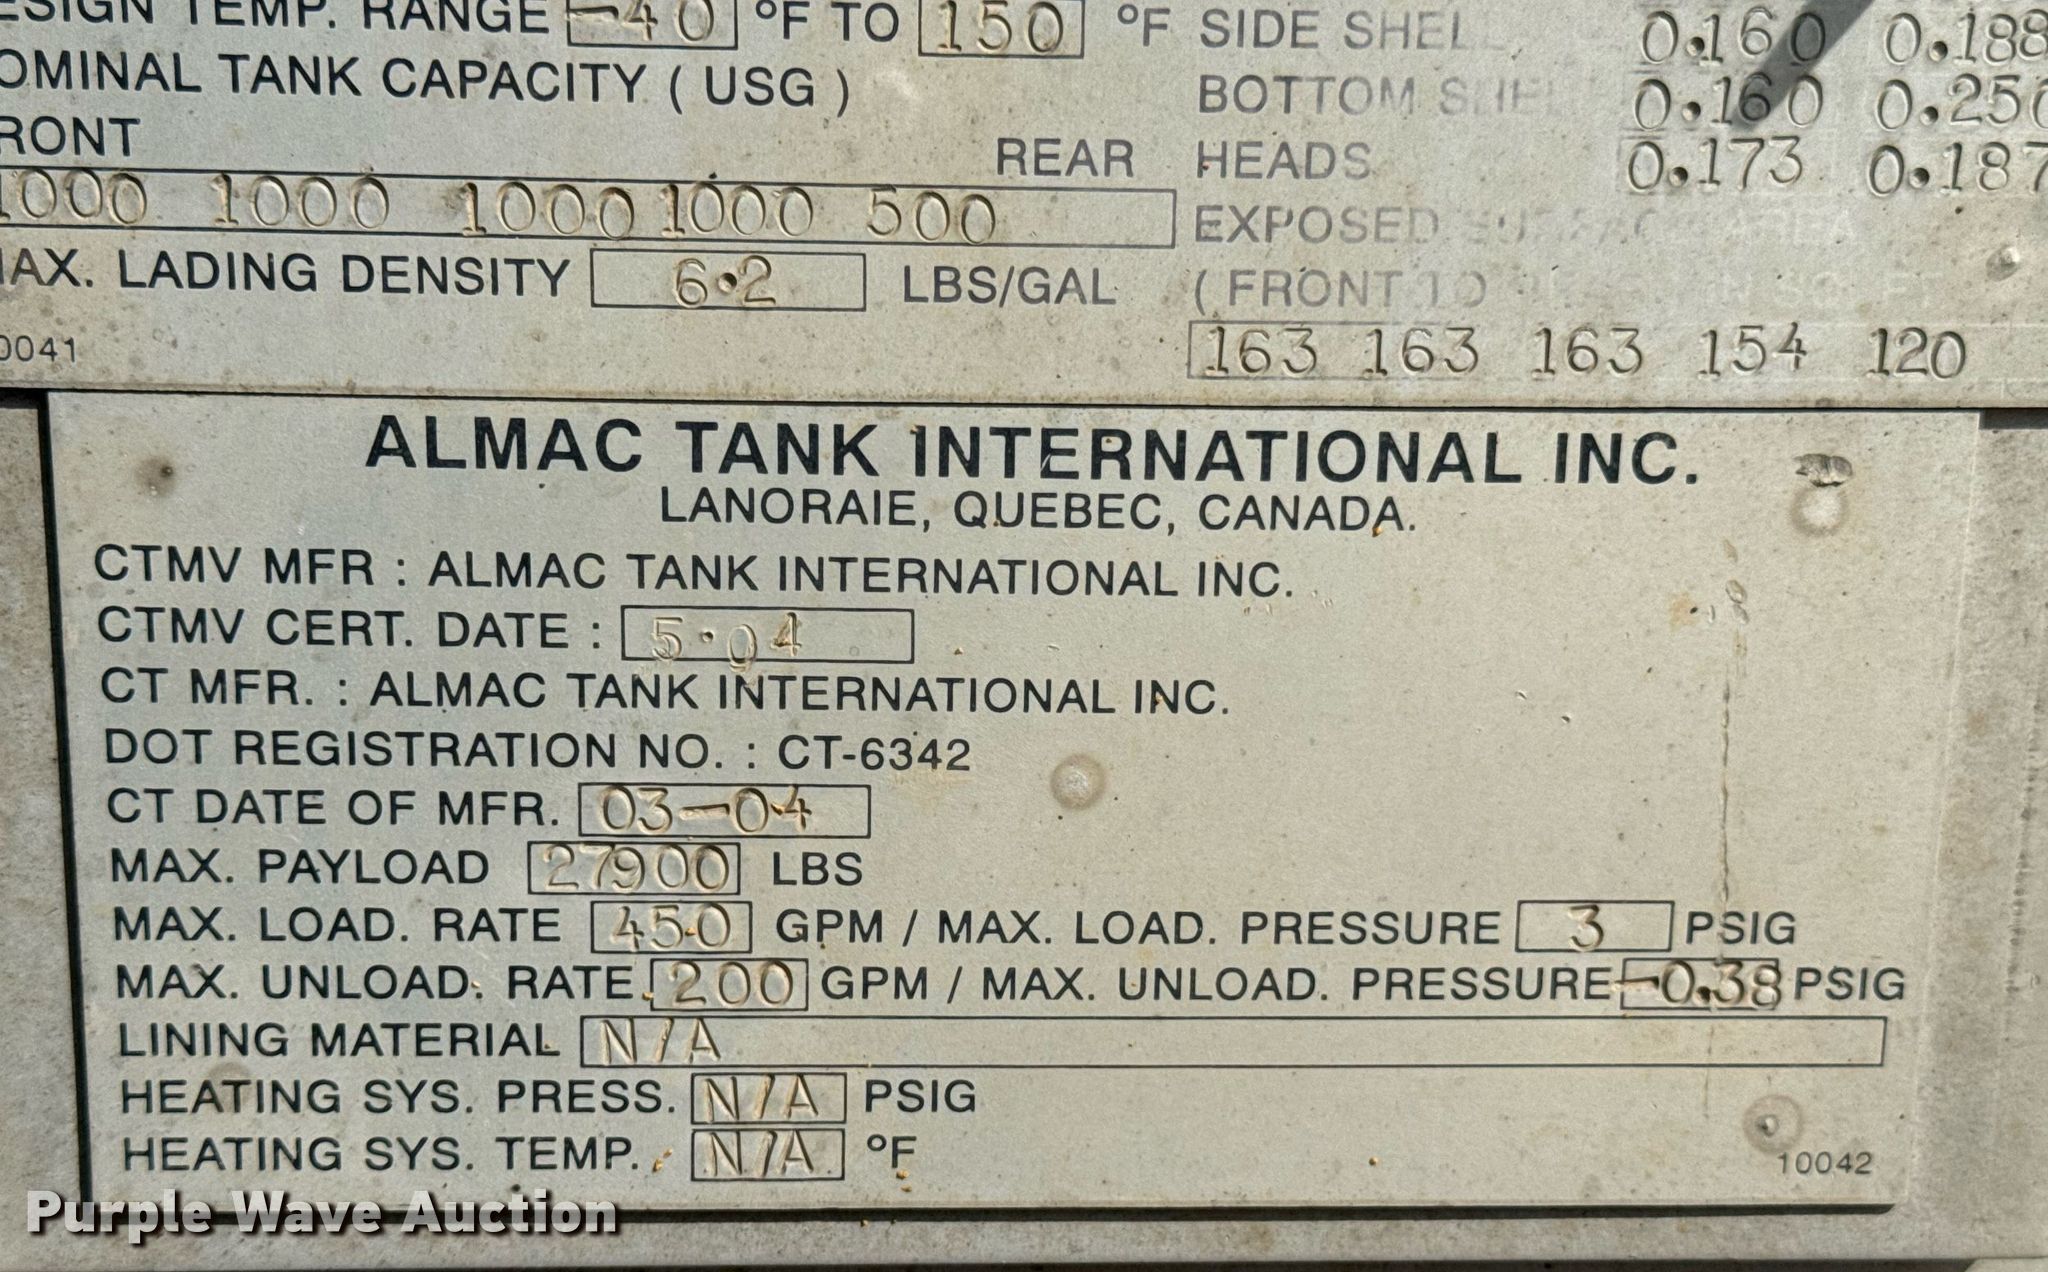 ESIGN TEMP. RANGE -40 °F TO 150 °F
OMINAL TANK CAPACITY ( USG )
RONT REAR
1000 1000 1000 1000 500
MAX. LADING DENSITY 6.2 LBS/GAL
0041
SIDE SHELL 0.160 0.188
BOTTOM SHEL 0.160 0.250
HEADS 0.173 0.187
EXPOSED SURFACE AREA
( FRONT TO
163 163 163 154 120
ALMAC TANK INTERNATIONAL INC.
LANORAIE, QUEBEC, CANADA.
CTMV MFR : ALMAC TANK INTERNATIONAL INC.
CTMV CERT. DATE : 5.04
CT MFR. : ALMAC TANK INTERNATIONAL INC.
DOT REGISTRATION NO. : CT-6342
CT DATE OF MFR. 03-04
MAX. PAYLOAD 27900 LBS
MAX. LOAD. RATE 450 GPM / MAX. LOAD. PRESSURE 3 PSIG
MAX. UNLOAD. RATE 200 GPM / MAX. UNLOAD. PRESSURE -0.38 PSIG
LINING MATERIAL N/A
HEATING SYS. PRESS. N/A PSIG
HEATING SYS. TEMP. N/A °F
10042
Purple Wave Auction